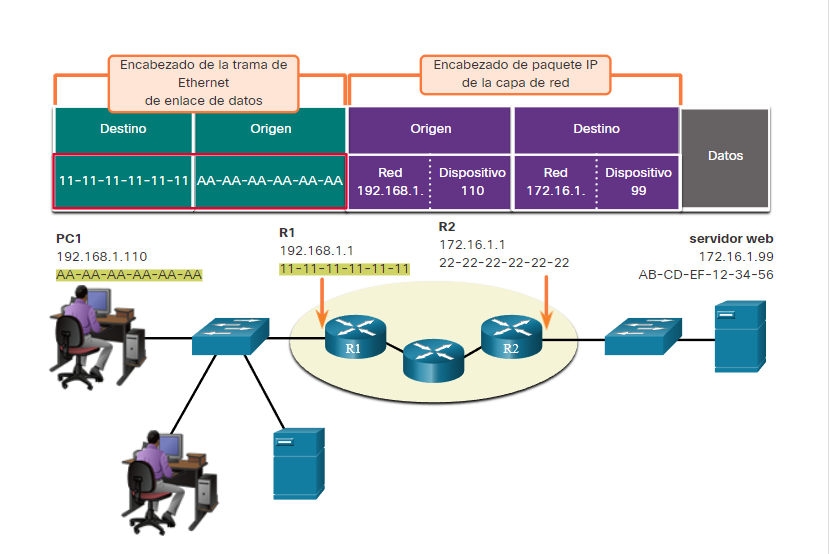 Encabezado de la trama de
Ethernet
de enlace de datos
Encabezado de paquete IP
de la capa de red
Destino
Origen
Origen
Destino
Datos
11-11-11-11-11-11
AA-AA-AA-AA-AA-AA
Red
192.168.1.
Dispositivo
110
Red
172.16.1.
Dispositivo
99
PC1
192.168.1.110
AA-AA-AA-AA-AA-AA
R1
192.168.1.1
11-11-11-11-11-11
R2
172.16.1.1
22-22-22-22-22-22
servidor web
172.16.1.99
AB-CD-EF-12-34-56
R1
R2